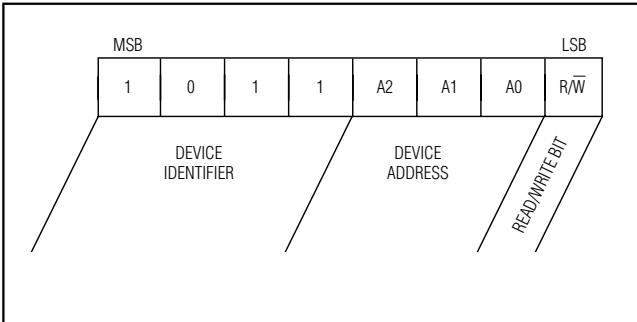 MSB LSB
1 0 1 1 A2 A1 A0 R/W̅
DEVICE IDENTIFIER
DEVICE ADDRESS
READ/WRITE BIT